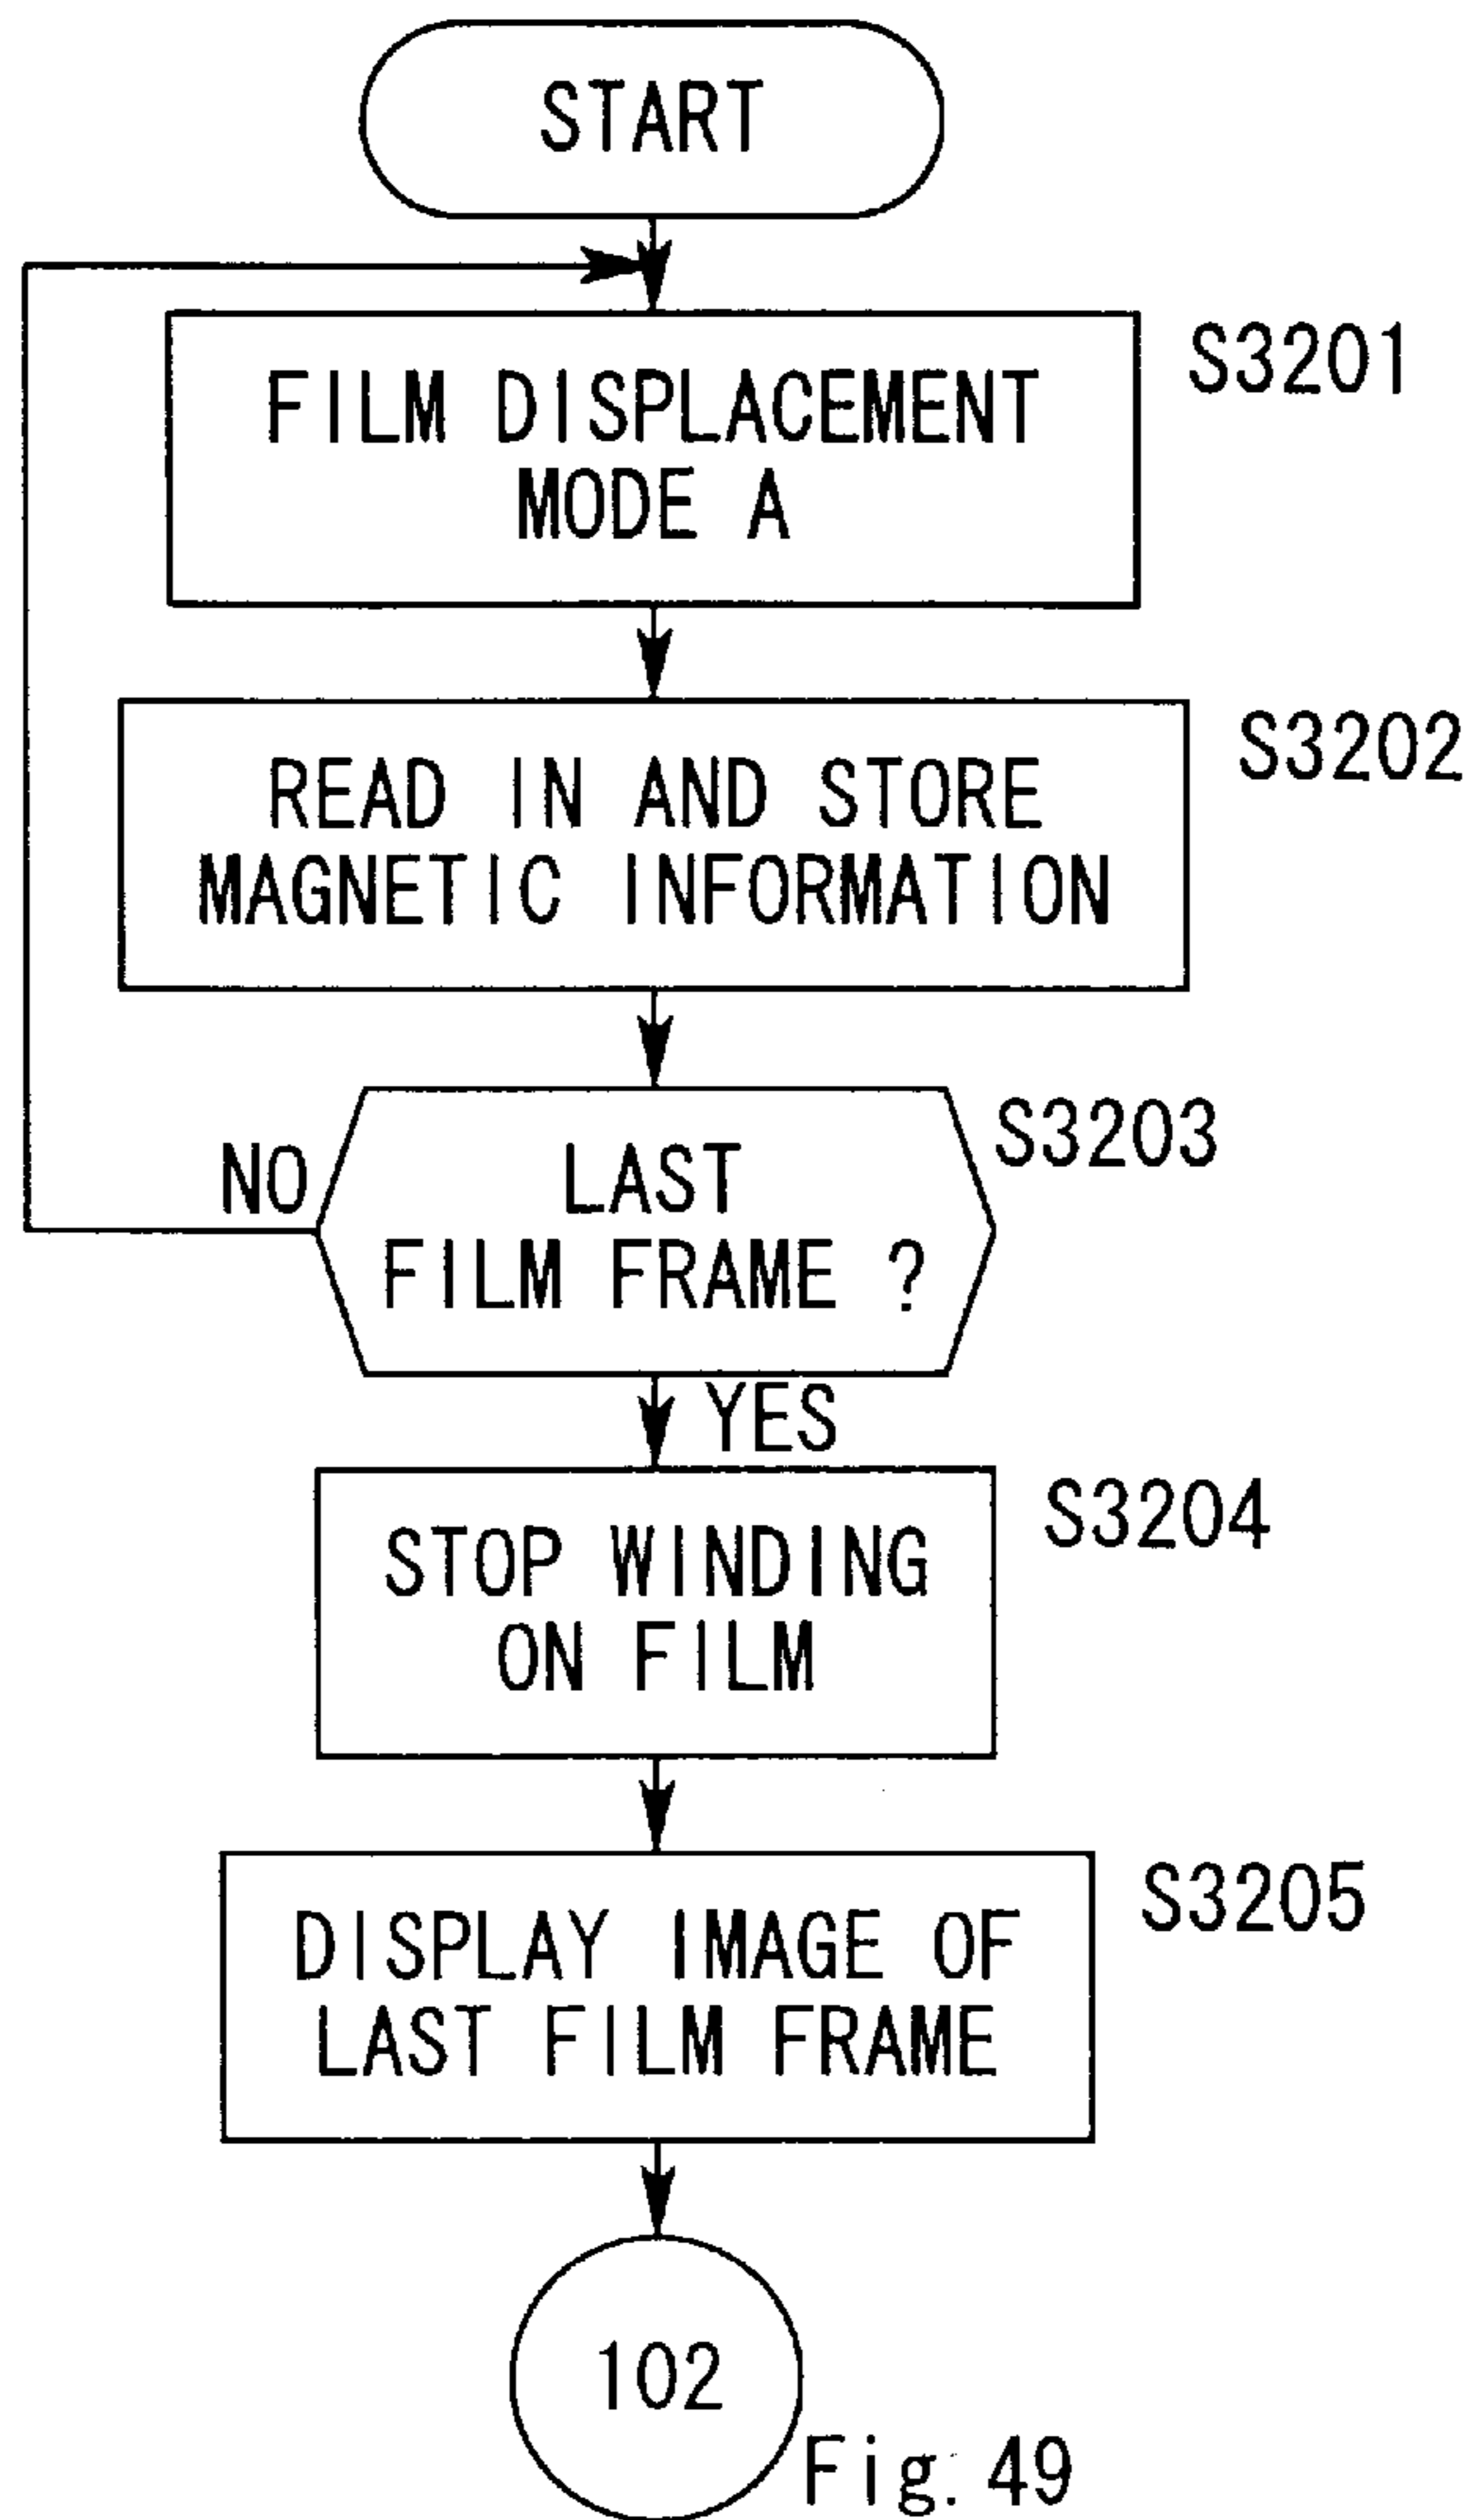 START
FILM DISPLACEMENT
MODE A
S3201
READ IN AND STORE
MAGNETIC INFORMATION
S3202
LAST
FILM FRAME ?
S3203
NO
YES
STOP WINDING
ON FILM
S3204
DISPLAY IMAGE OF
LAST FILM FRAME
S3205
102
Fig. 49